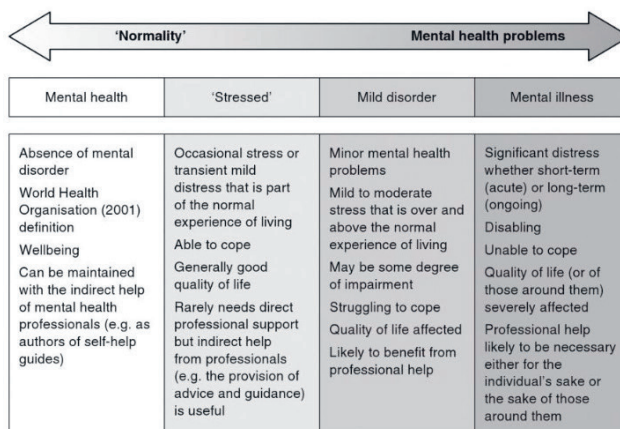 'Normality'
Mental health problems
Mental health
'Stressed'
Mild disorder
Mental illness
Absence of mental
disorder
World Health
Organisation (2001)
definition
Wellbeing
Can be maintained
with the indirect help
of mental health
professionals (e.g. as
authors of self-help
guides)
Occasional stress or
transient mild
distress that is part
of the normal
experience of living
Able to cope
Generally good
quality of life
Rarely needs direct
professional support
but indirect help
from professionals
(e.g. the provision of
advice and guidance)
is useful
Minor mental health
problems
Mild to moderate
stress that is over and
above the normal
experience of living
May be some degree
of impairment
Struggling to cope
Quality of life affected
Likely to benefit from
professional help
Significant distress
whether short-term
(acute) or long-term
(ongoing)
Disabling
Unable to cope
Quality of life (or of
those around them)
severely affected
Professional help
likely to be necessary
either for the
individual's sake or
the sake of those
around them